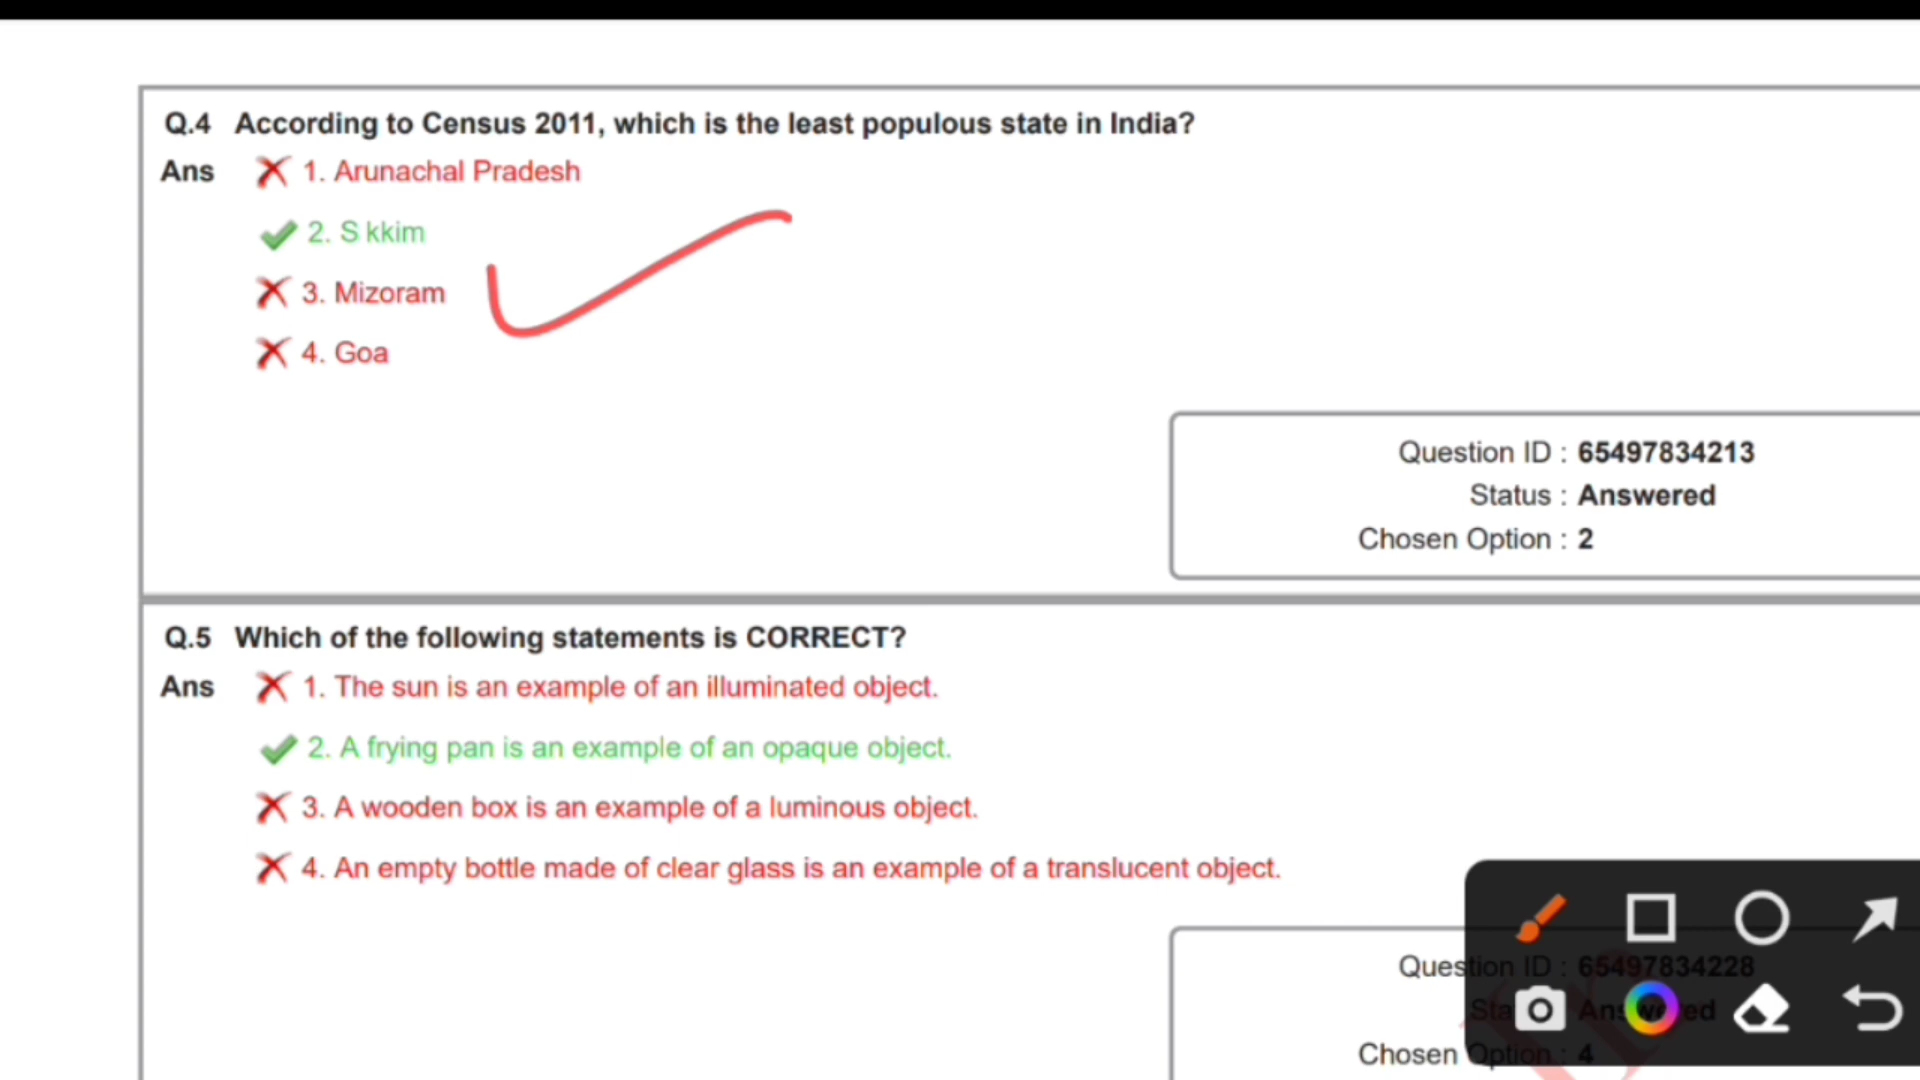 Q.4 According to Census 2011, which is the least populous state in India?
Ans 1. Arunachal Pradesh
2. S kkim
3. Mizoram
4. Goa
Question ID : 65497834213
Status : Answered
Chosen Option : 2
Q.5 Which of the following statements is CORRECT?
Ans 1. The sun is an example of an illuminated object.
2. A frying pan is an example of an opaque object.
3. A wooden box is an example of a luminous object.
4. An empty bottle made of clear glass is an example of a translucent object.
Question ID : 65497834228
Chosen Option : 4